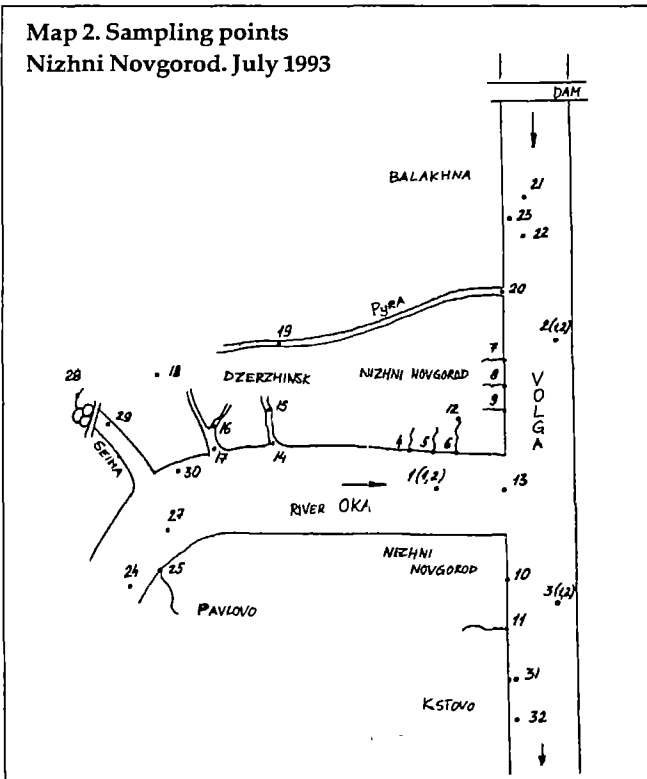 Map 2. Sampling points
Nizhni Novgorod. July 1993
DAM
BALAKHNA
21
23
22
20
PYRA
19
2(1,2)
7
28
18
DZERZHINSK
NIZHNI NOVGOROD
8
VOLGA
29
15
12
9
16
SEIMA
17
14
4
5
6
30
1(1,2)
13
RIVER OKA
27
NIZHNI
NOVGOROD
24
25
10
3(1,2)
PAVLOVO
11
31
KSTOVO
32